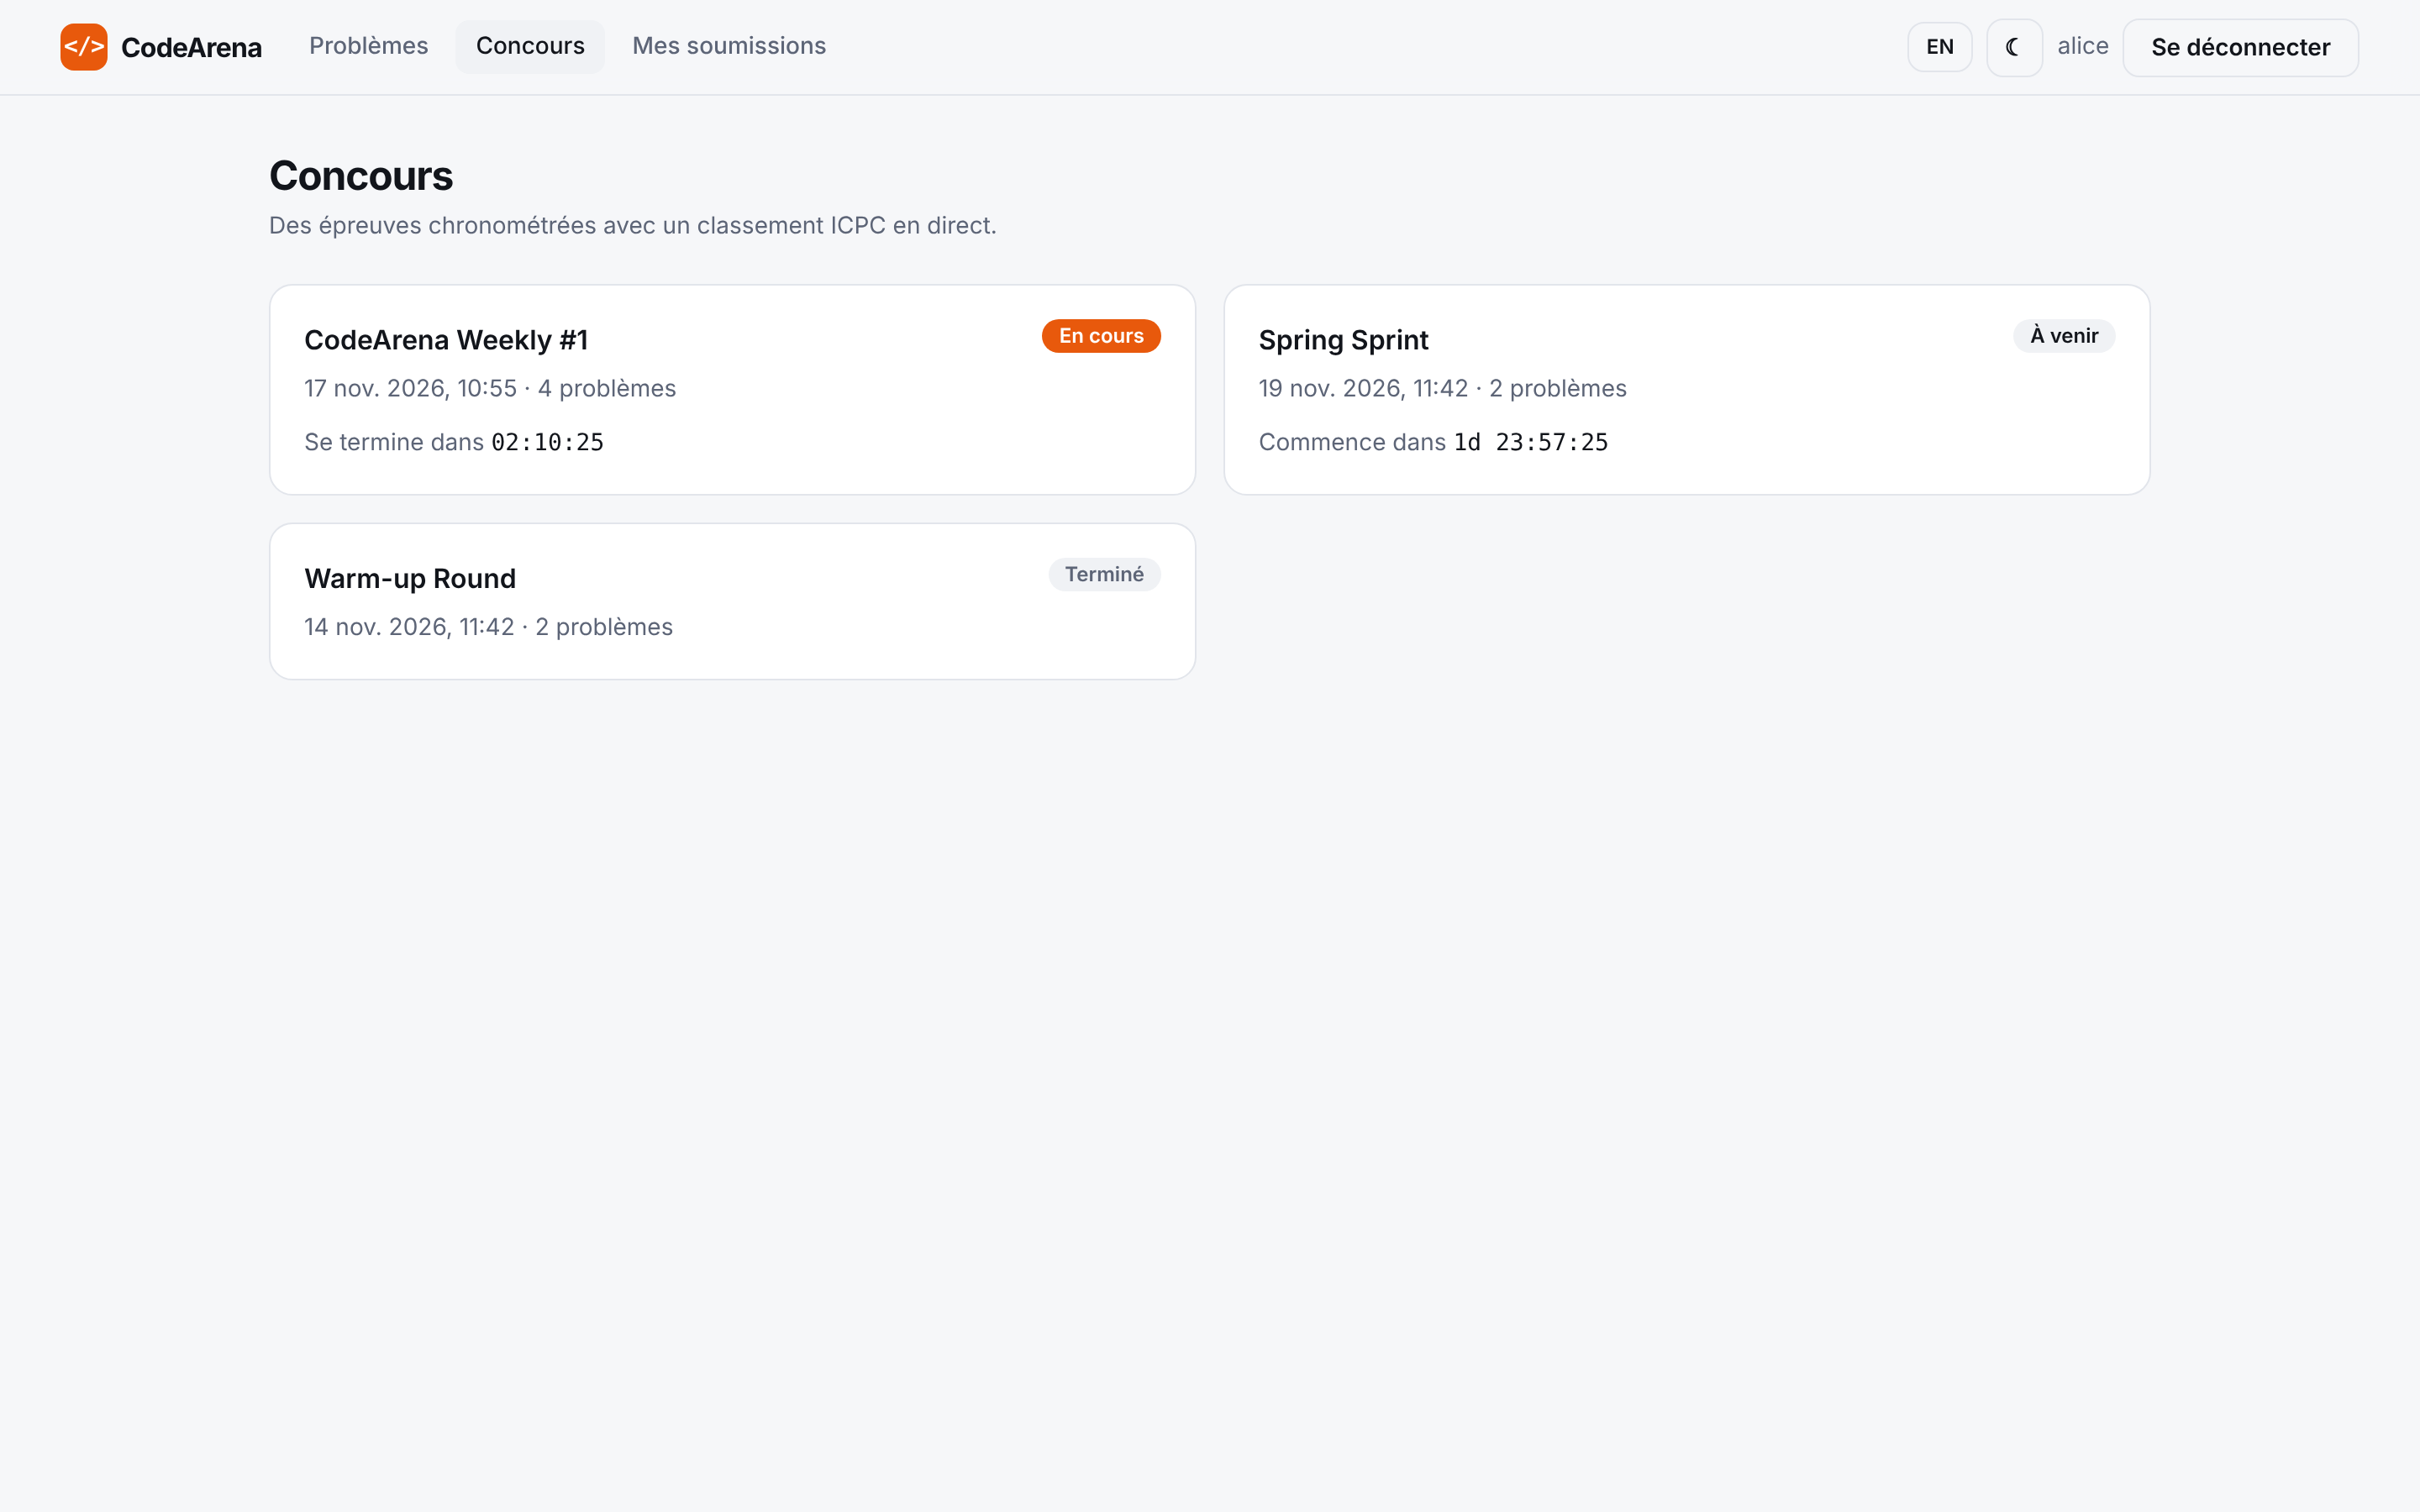 </> CodeArena Problèmes Concours Mes soumissions EN alice Se déconnecter
Concours
Des épreuves chronométrées avec un classement ICPC en direct.
CodeArena Weekly #1 En cours
17 nov. 2026, 10:55 · 4 problèmes
Se termine dans 02:10:25
Spring Sprint À venir
19 nov. 2026, 11:42 · 2 problèmes
Commence dans 1d 23:57:25
Warm-up Round Terminé
14 nov. 2026, 11:42 · 2 problèmes